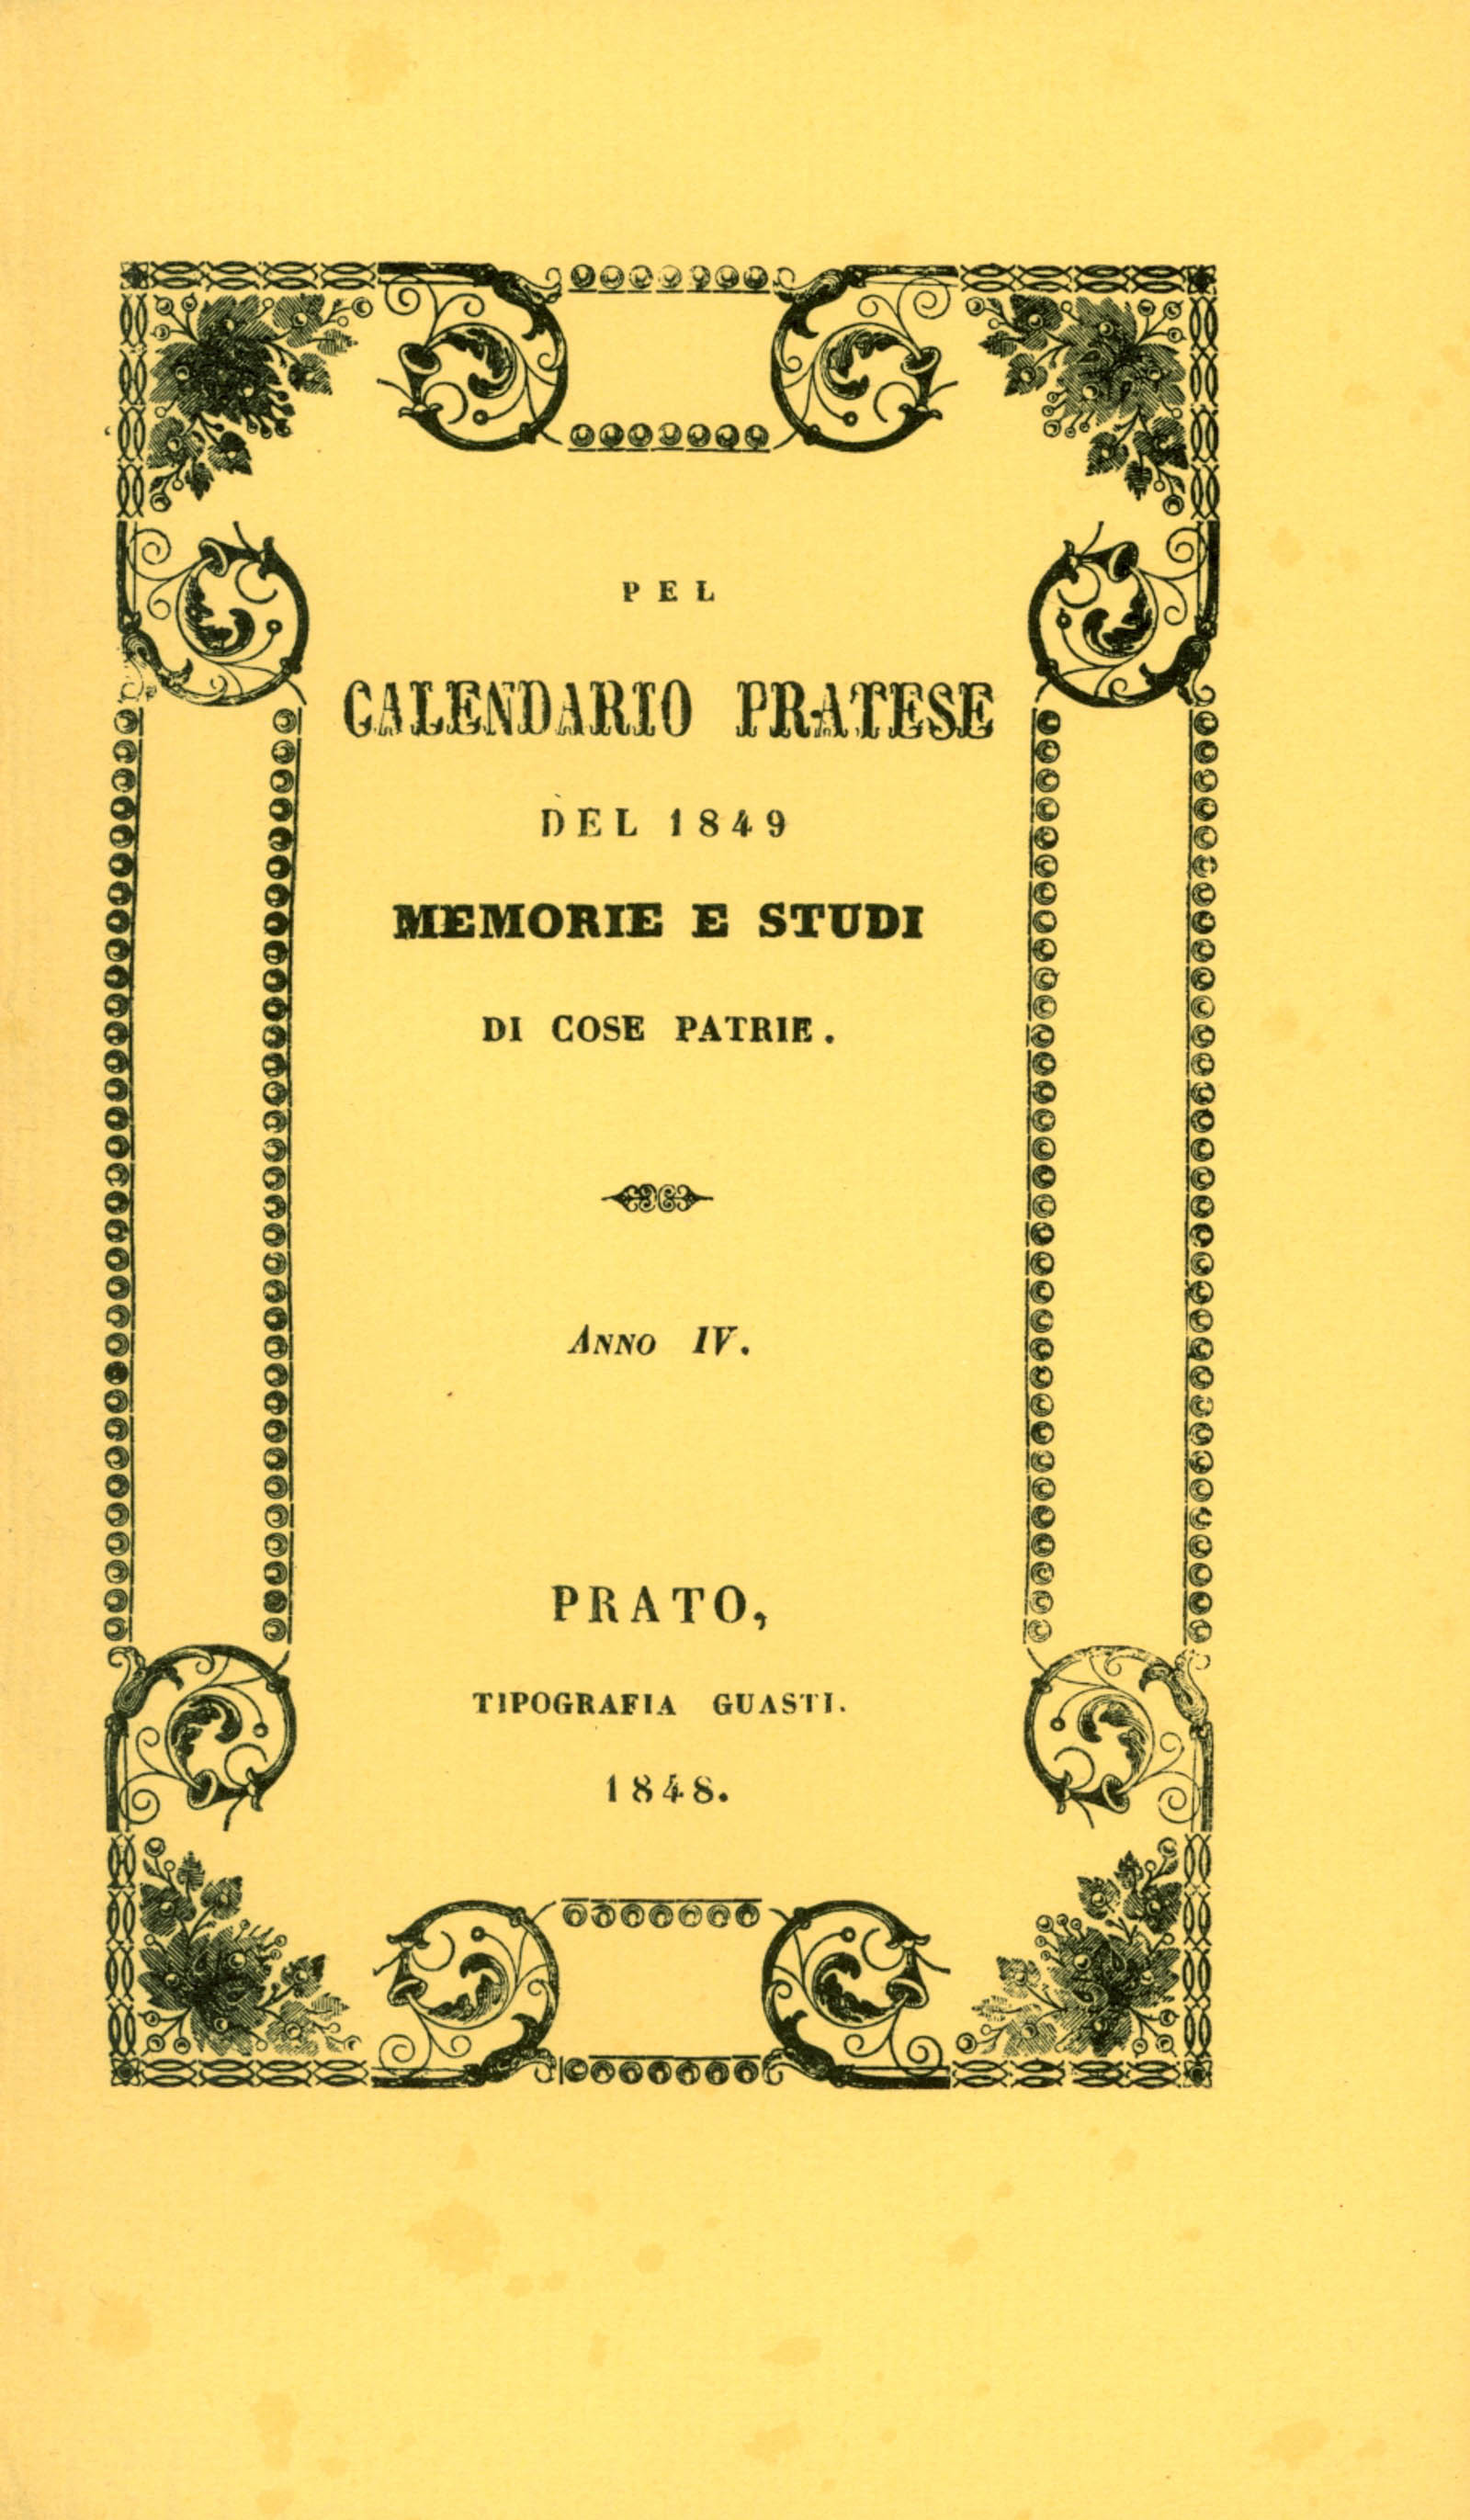 PEL
CALENDARIO PRATESE
DEL 1849
MEMORIE E STUDI
DI COSE PATRIE.
ANNO IV.
PRATO,
TIPOGRAFIA GUASTI.
1848.